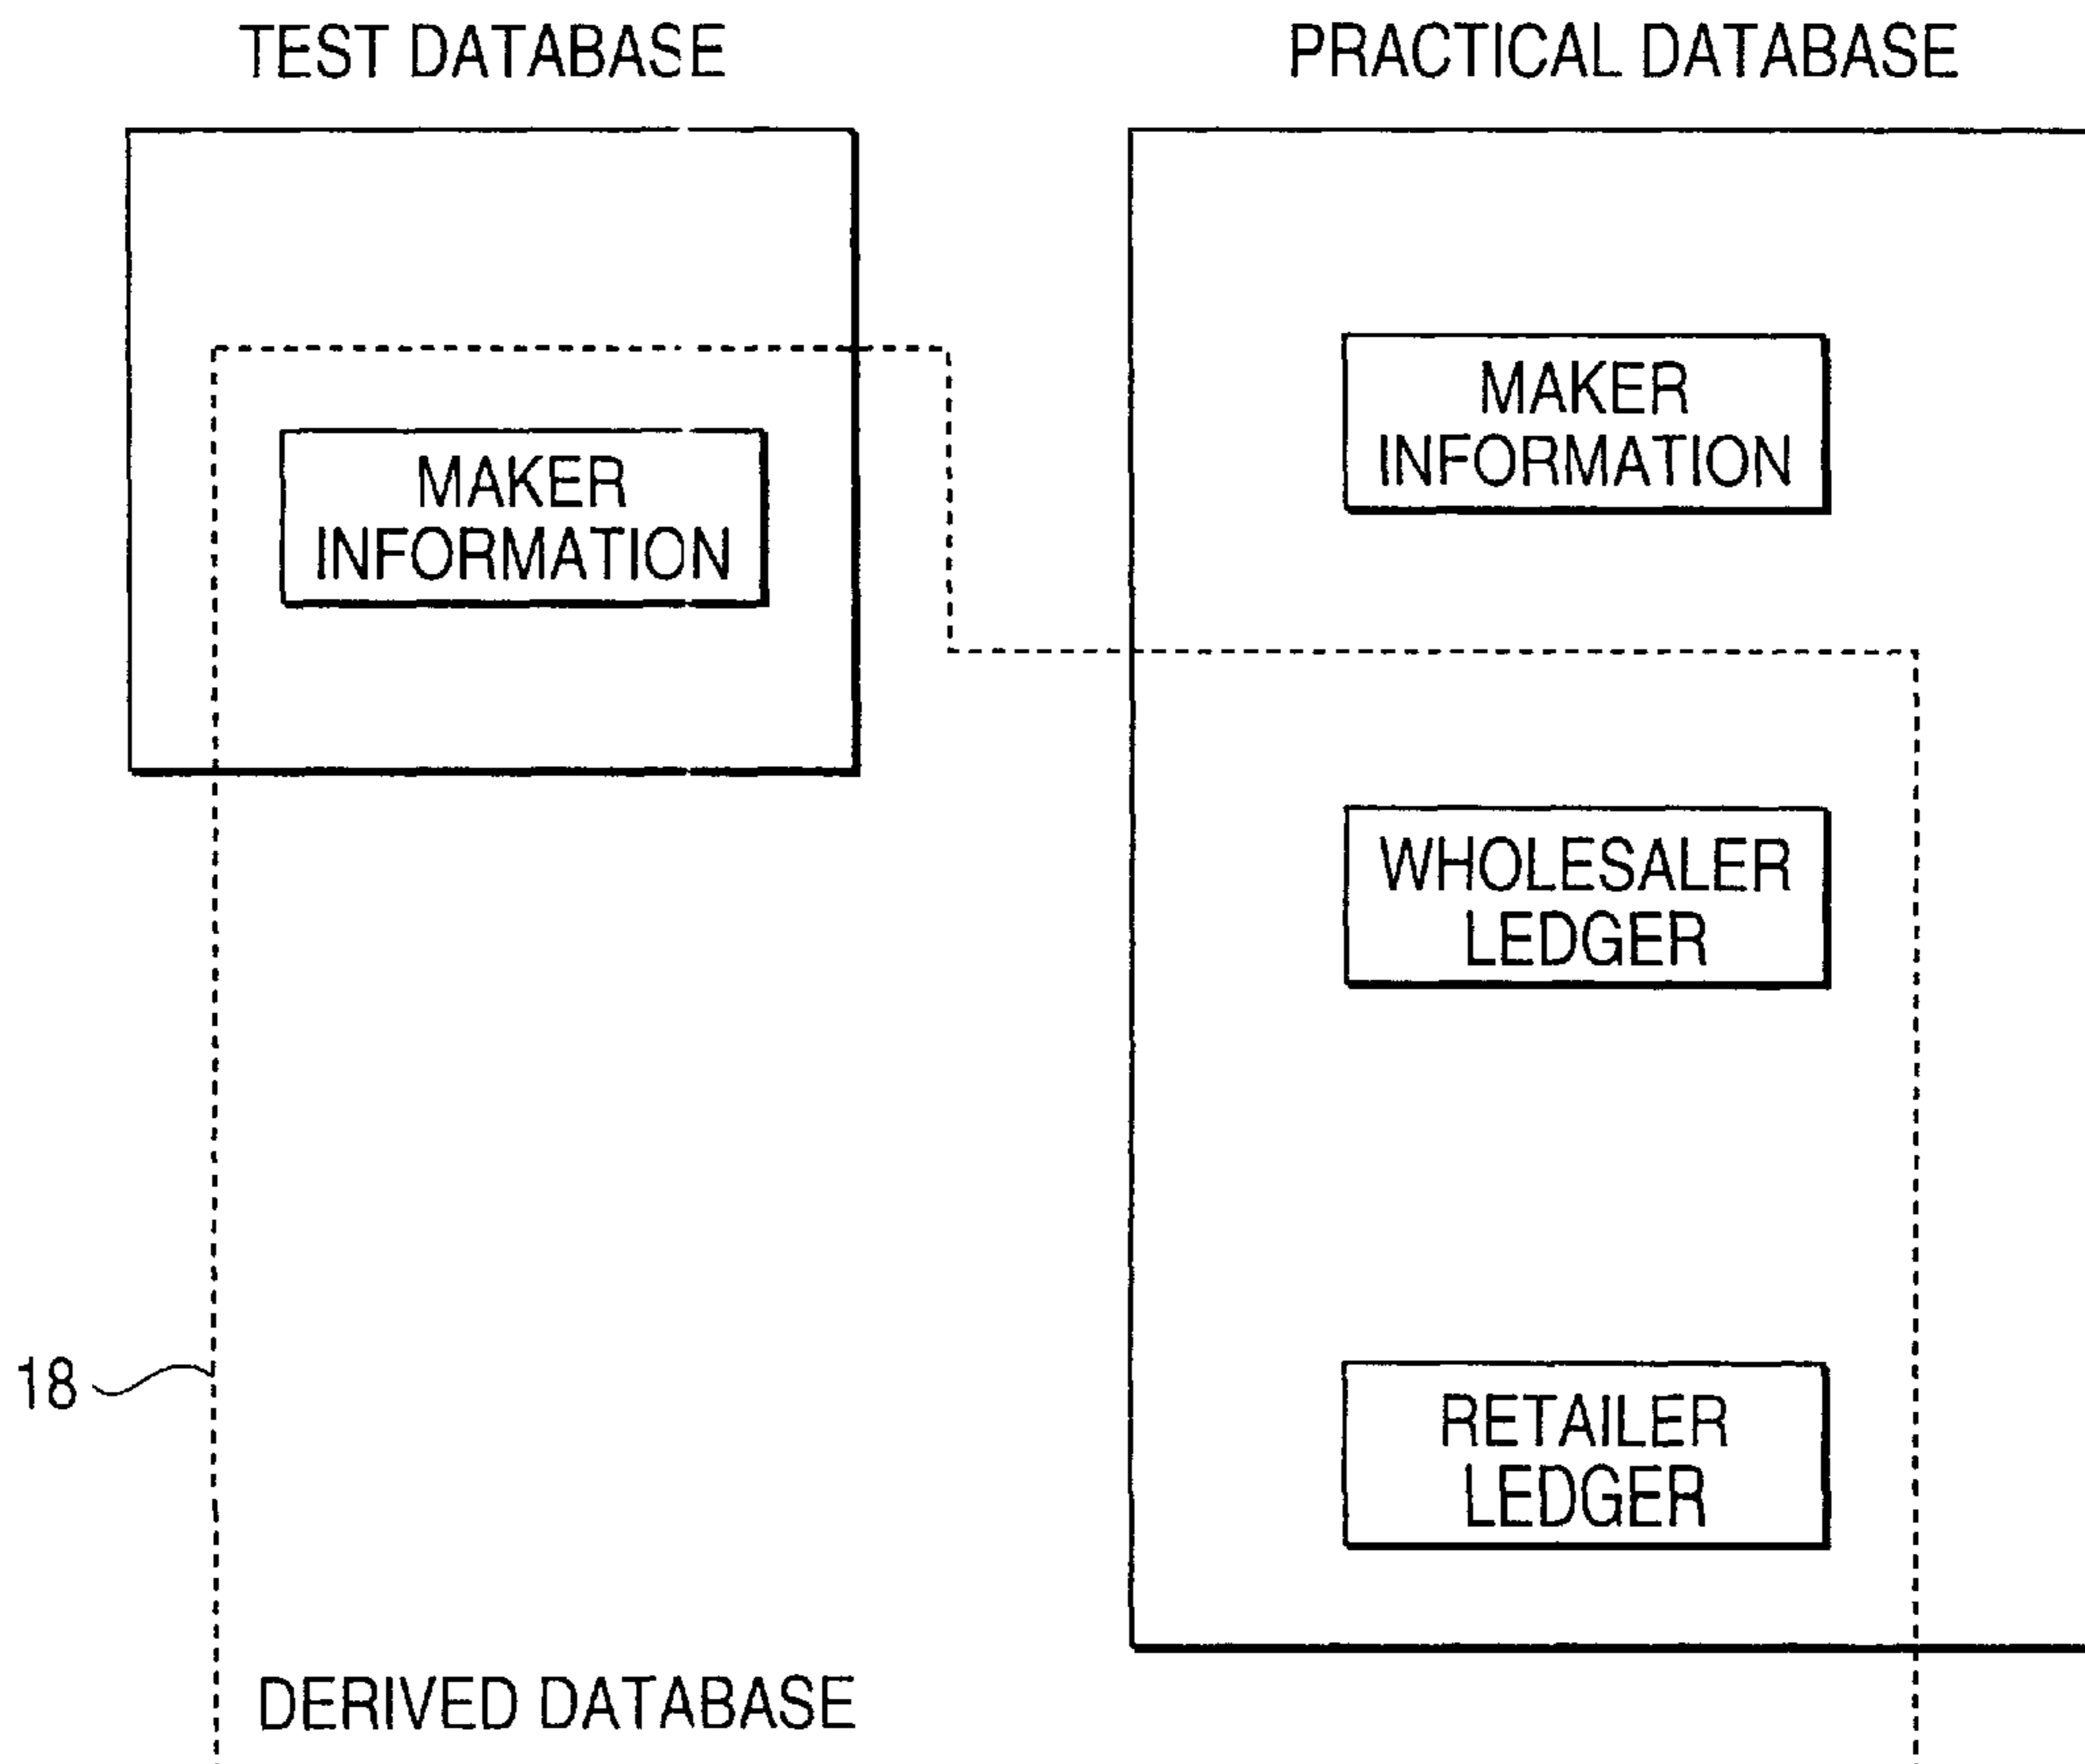 TEST DATABASE
PRACTICAL DATABASE
MAKER
INFORMATION
MAKER
INFORMATION
WHOLESALER
LEDGER
18
RETAILER
LEDGER
DERIVED DATABASE